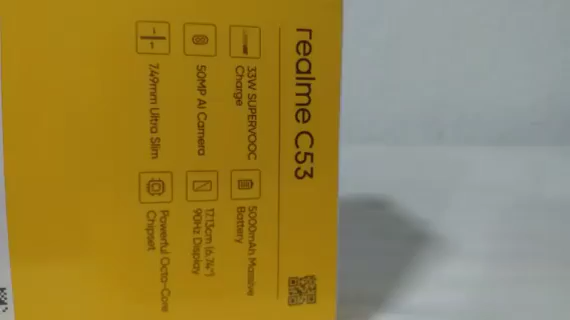 realme C53
33W SUPERVOOC
Charge
5000mAh Massive
Battery
50MP AI Camera
17.13cm (6.74")
90Hz Display
7.49mm Ultra Slim
Powerful Octa-Core
Chipset